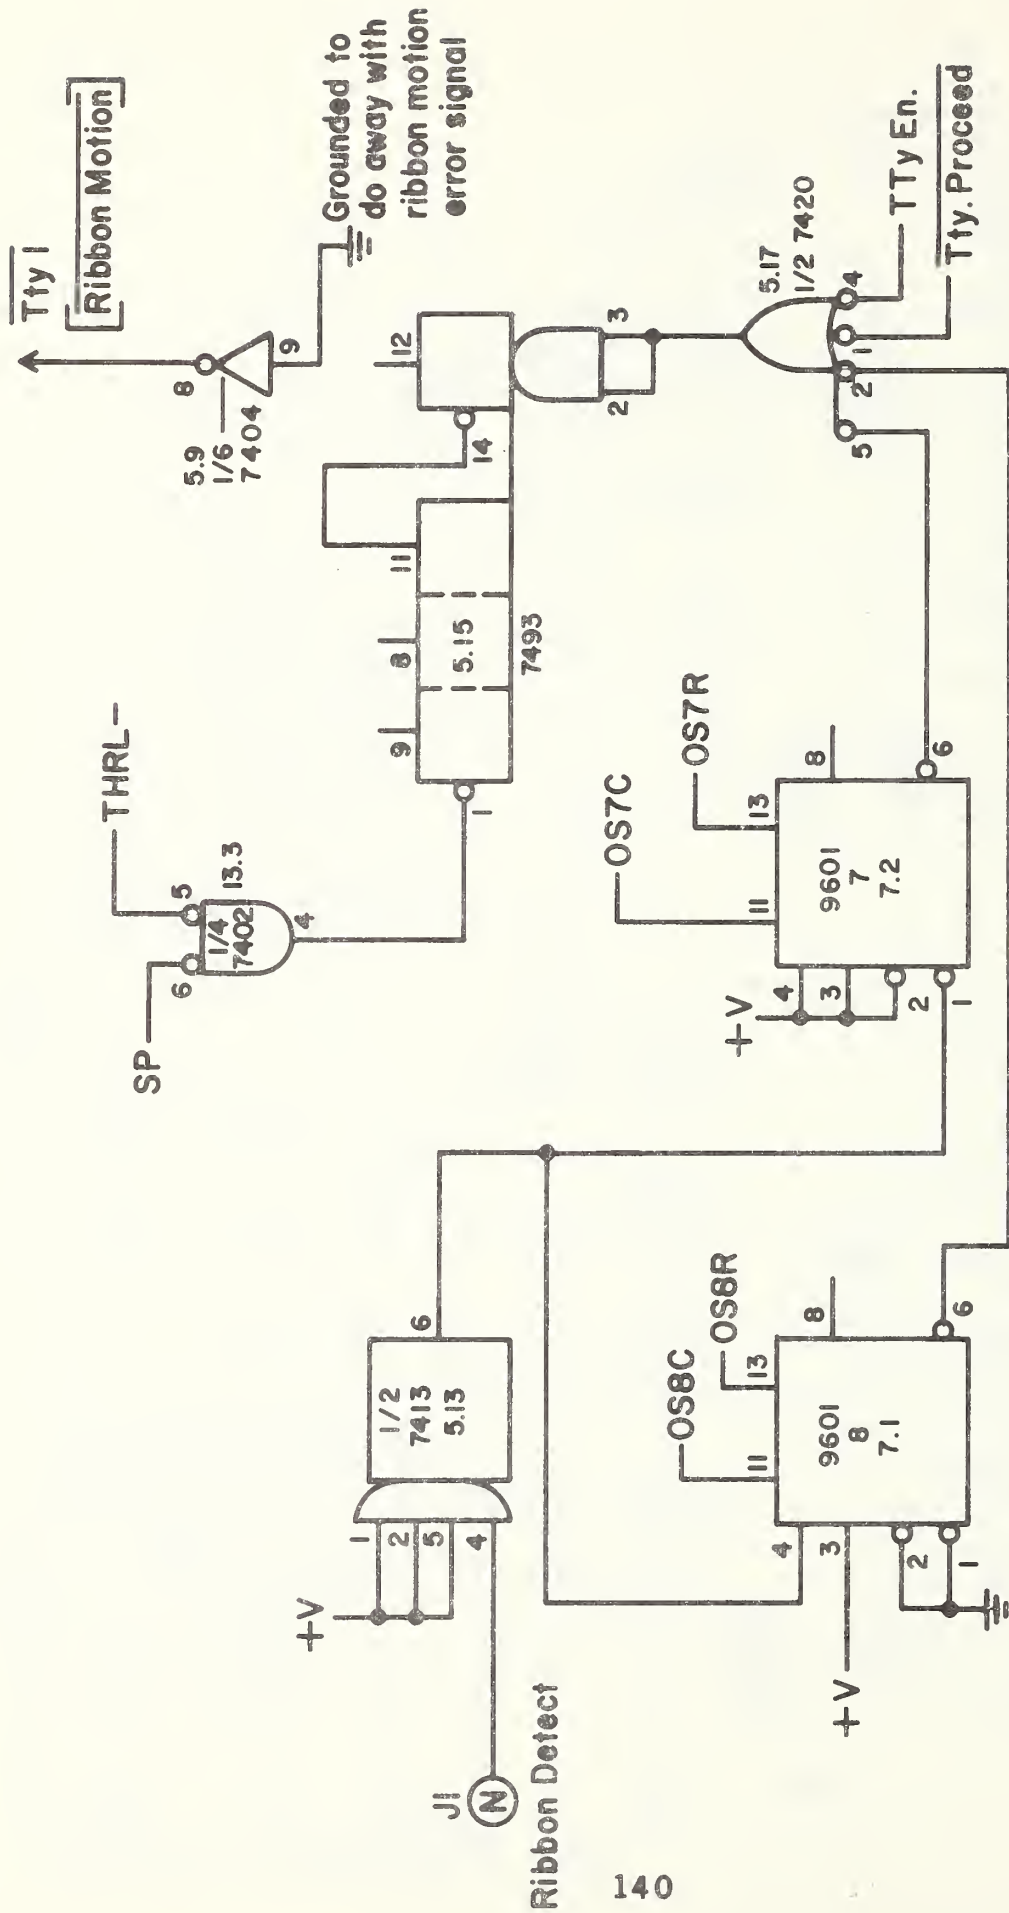 Tty 1
[Ribbon Motion]
8
5.9
1/6
7404
9
Grounded to
do away with
ribbon motion
error signal
THRL-
SP
6
5
1/4
7402
13.3
4
1
9
8
11
5.15
7493
14
12
2
3
5.17
1/2 7420
5
2
1
4
TTy En.
Tty. Proceed
+V
1
2
5
4
1/2
7413
5.13
6
J1
N
Ribbon Detect
OS7C
OS7R
11
13
+V
4
3
2
1
9601
7
7.2
8
6
OS8C
OS8R
11
13
+V
4
3
2
1
9601
8
7.1
8
6
140